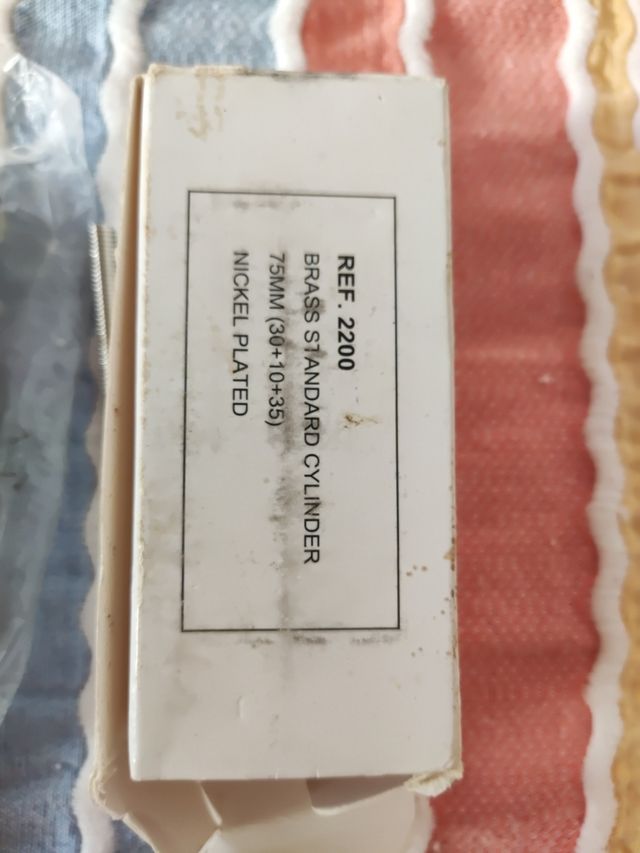 REF. 2200
BRASS STANDARD CYLINDER
75MM (30+10+35)
NICKEL PLATED